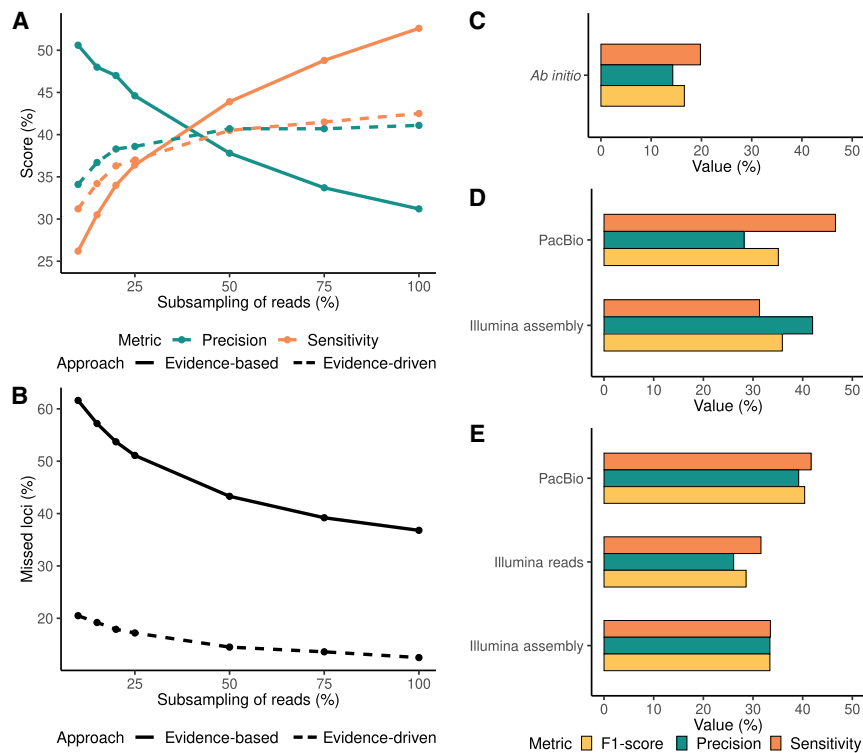 A
Score (%)
50
45
40
35
30
25
25 50 75 100
Subsampling of reads (%)
Metric Precision Sensitivity
Approach Evidence-based Evidence-driven
B
Missed loci (%)
60
50
40
30
20
25 50 75 100
Subsampling of reads (%)
Approach Evidence-based Evidence-driven
C
Ab initio
0 10 20 30 40 50
Value (%)
D
PacBio
Illumina assembly
0 10 20 30 40 50
Value (%)
E
PacBio
Illumina reads
Illumina assembly
0 10 20 30 40 50
Value (%)
Metric F1-score Precision Sensitivity